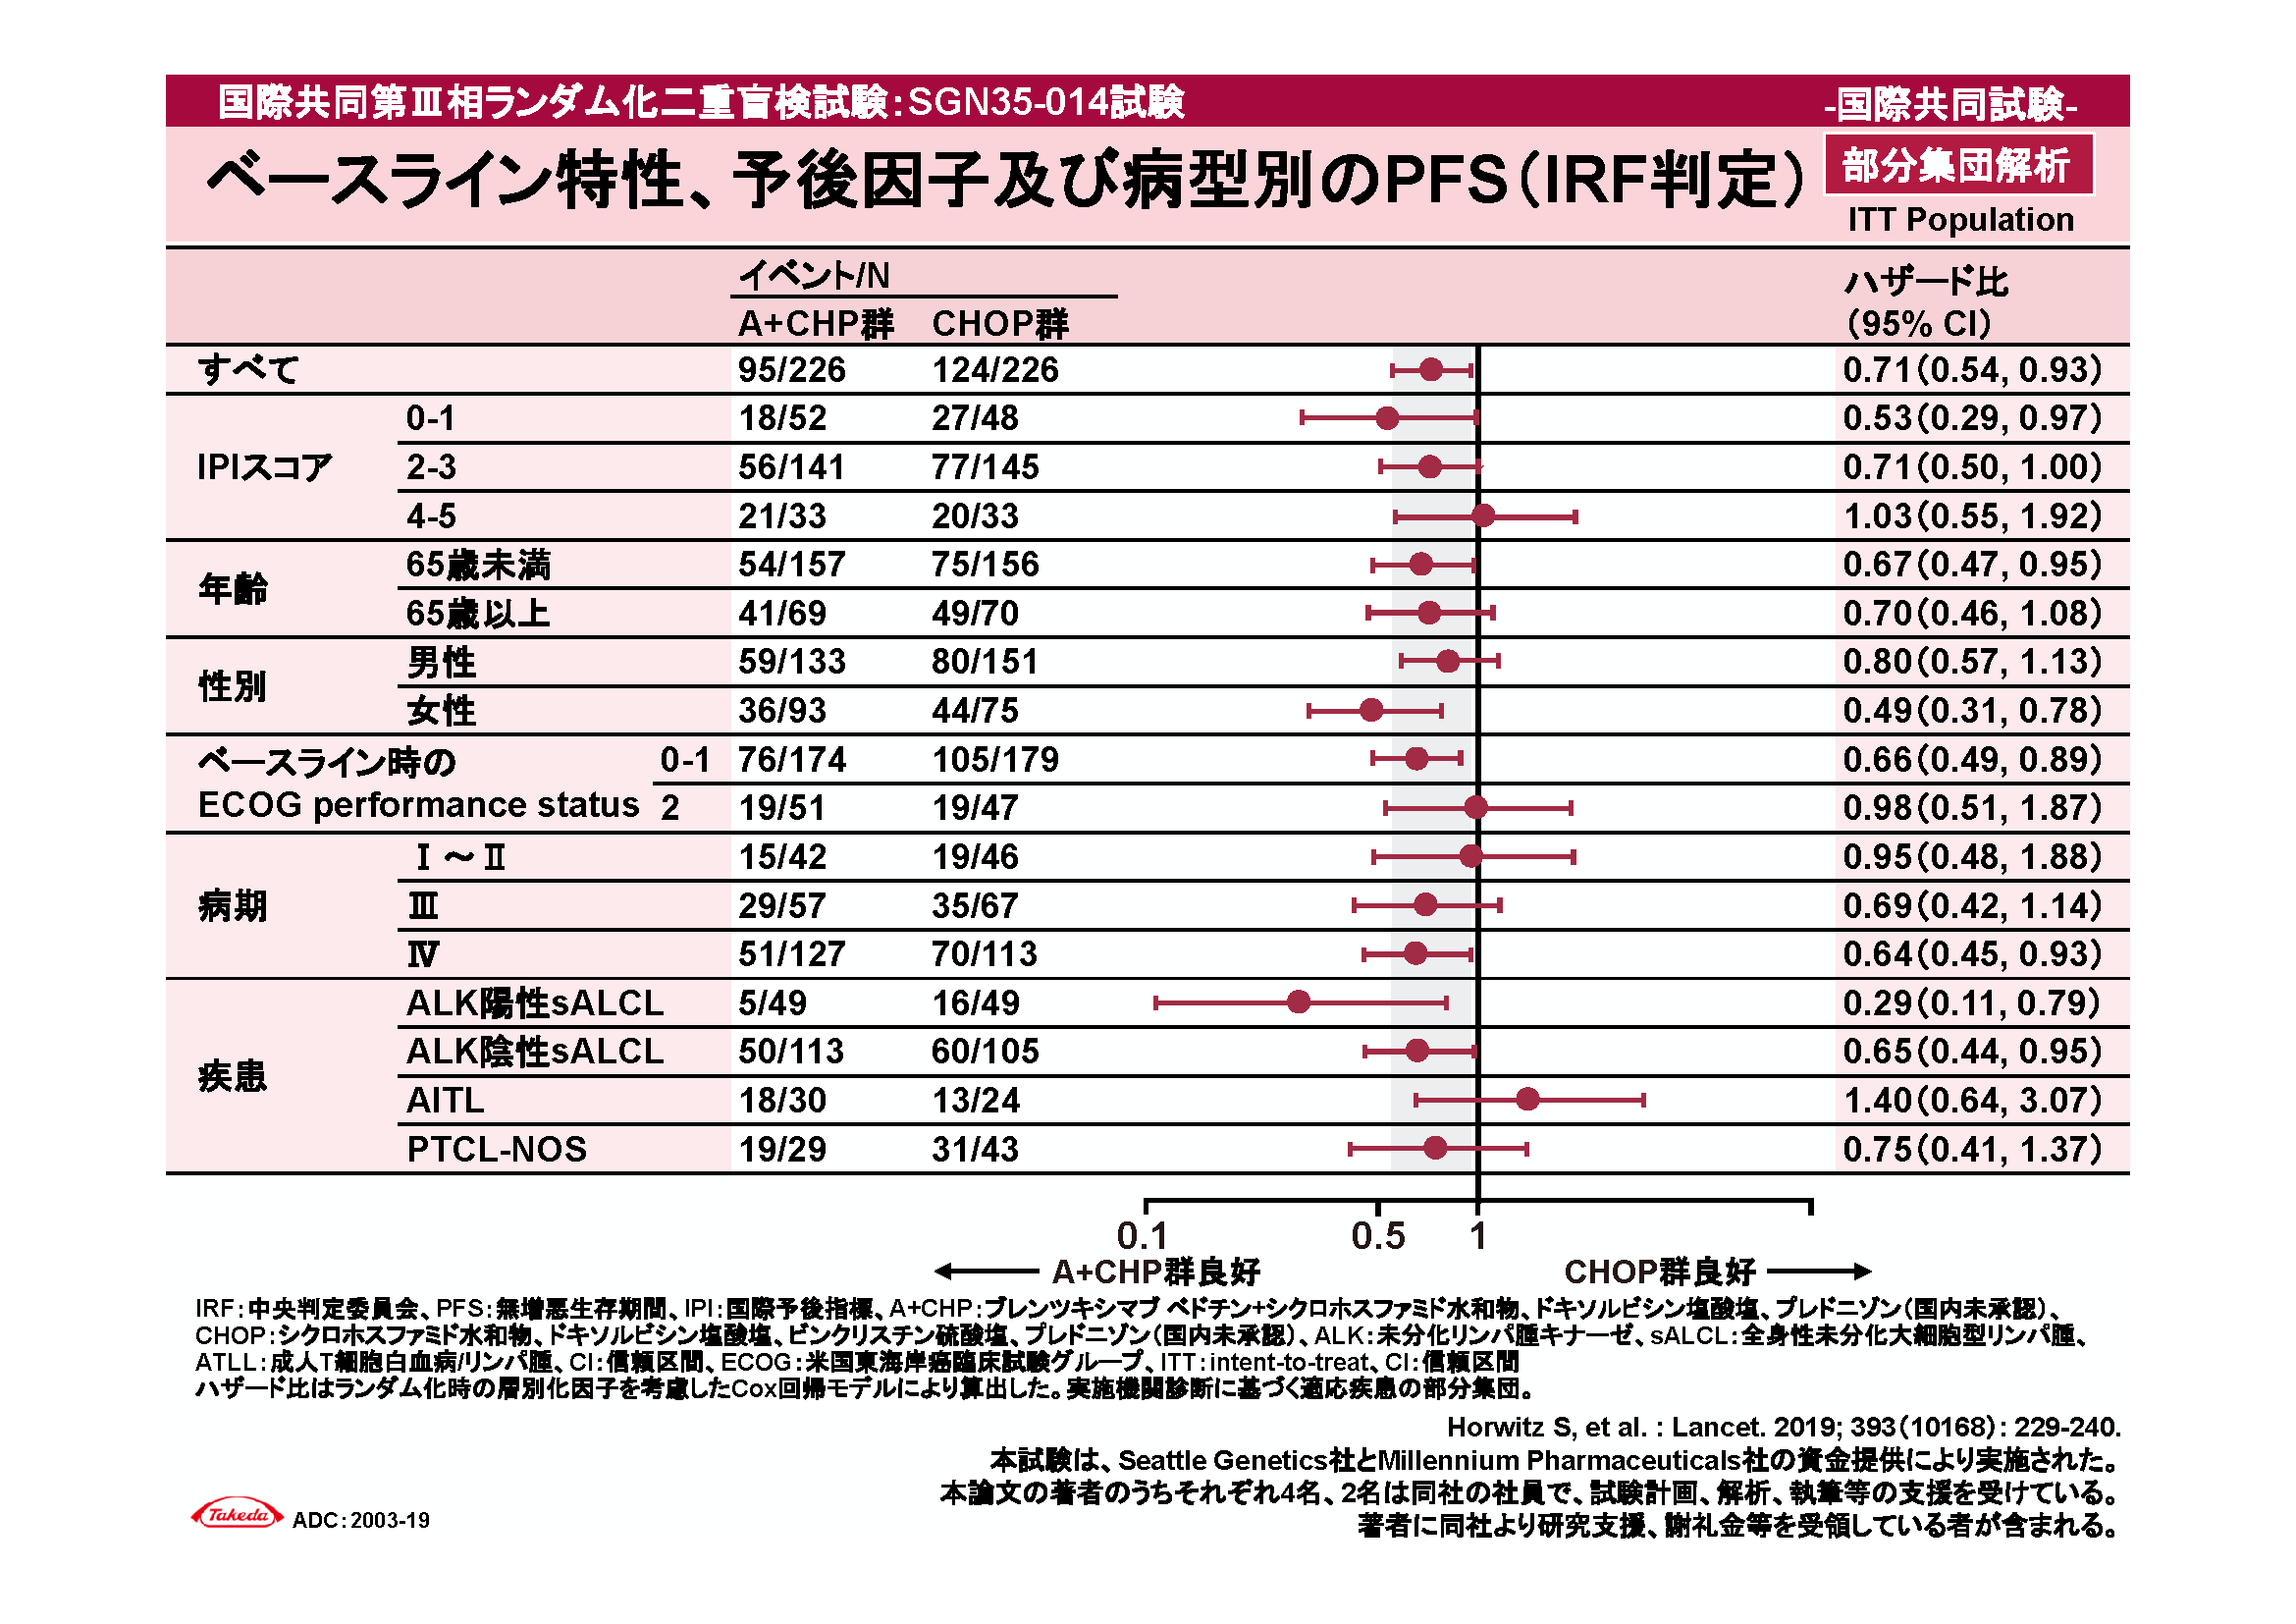 国際共同第Ⅲ相ランダム化二重盲検試験：SGN35-014試験 -国際共同試験-
ベースライン特性、予後因子及び病型別のPFS（IRF判定） 部分集団解析
ITT Population
イベント/N ハザード比
A+CHP群 CHOP群 （95% CI）
すべて 95/226 124/226 0.71（0.54, 0.93）
IPIスコア 0-1 18/52 27/48 0.53（0.29, 0.97）
2-3 56/141 77/145 0.71（0.50, 1.00）
4-5 21/33 20/33 1.03（0.55, 1.92）
年齢 65歳未満 54/157 75/156 0.67（0.47, 0.95）
65歳以上 41/69 49/70 0.70（0.46, 1.08）
性別 男性 59/133 80/151 0.80（0.57, 1.13）
女性 36/93 44/75 0.49（0.31, 0.78）
ベースライン時の 0-1 76/174 105/179 0.66（0.49, 0.89）
ECOG performance status 2 19/51 19/47 0.98（0.51, 1.87）
病期 Ⅰ～Ⅱ 15/42 19/46 0.95（0.48, 1.88）
Ⅲ 29/57 35/67 0.69（0.42, 1.14）
Ⅳ 51/127 70/113 0.64（0.45, 0.93）
疾患 ALK陽性sALCL 5/49 16/49 0.29（0.11, 0.79）
ALK陰性sALCL 50/113 60/105 0.65（0.44, 0.95）
AITL 18/30 13/24 1.40（0.64, 3.07）
PTCL-NOS 19/29 31/43 0.75（0.41, 1.37）
0.1 0.5 1
A+CHP群良好 CHOP群良好
IRF：中央判定委員会、PFS：無増悪生存期間、IPI：国際予後指標、A+CHP：ブレンツキシマブ ベドチン+シクロホスファミド水和物、ドキソルビシン塩酸塩、プレドニゾン（国内未承認）、
CHOP：シクロホスファミド水和物、ドキソルビシン塩酸塩、ビンクリスチン硫酸塩、プレドニゾン（国内未承認）、ALK：未分化リンパ腫キナーゼ、sALCL：全身性未分化大細胞型リンパ腫、
ATLL：成人T細胞白血病/リンパ腫、CI：信頼区間、ECOG：米国東海岸癌臨床試験グループ、ITT：intent-to-treat、CI：信頼区間
ハザード比はランダム化時の層別化因子を考慮したCox回帰モデルにより算出した。実施機関診断に基づく適応疾患の部分集団。
Horwitz S, et al. : Lancet. 2019; 393（10168）: 229-240.
本試験は、Seattle Genetics社とMillennium Pharmaceuticals社の資金提供により実施された。
本論文の著者のうちそれぞれ4名、2名は同社の社員で、試験計画、解析、執筆等の支援を受けている。
著者に同社より研究支援、謝礼金等を受領している者が含まれる。
Takeda ADC：2003-19